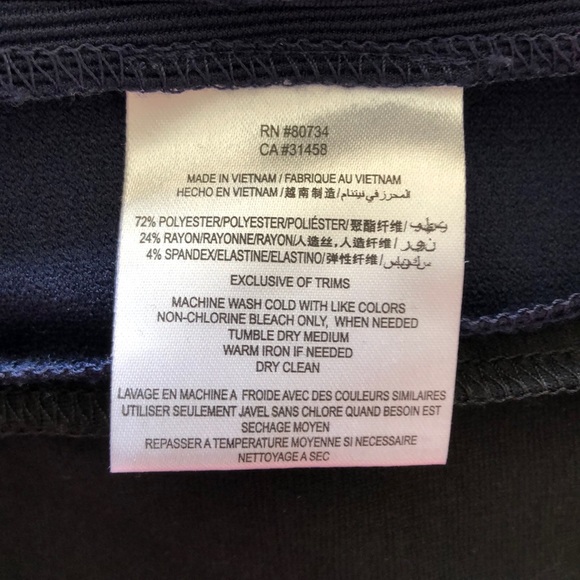 RN #80734
CA #31458
MADE IN VIETNAM / FABRIQUE AU VIETNAM
HECHO EN VIETNAM /越南制造/المحرز في فيتنام
72% POLYESTER/POLYESTER/POLIÉSTER/聚酯纤维/
24% RAYON/RAYONNE/RAYON/人造丝, 人造纤维/
4% SPANDEX/ELASTINE/ELASTINO/弹性纤维/
EXCLUSIVE OF TRIMS
MACHINE WASH COLD WITH LIKE COLORS
NON-CHLORINE BLEACH ONLY, WHEN NEEDED
TUMBLE DRY MEDIUM
WARM IRON IF NEEDED
DRY CLEAN
LAVAGE EN MACHINE A FROIDE AVEC DES COULEURS SIMILAIRES
UTILISER SEULEMENT JAVEL SANS CHLORE QUAND BESOIN EST
SECHAGE MOYEN
REPASSER A TEMPERATURE MOYENNE SI NECESSAIRE
NETTOYAGE A SEC